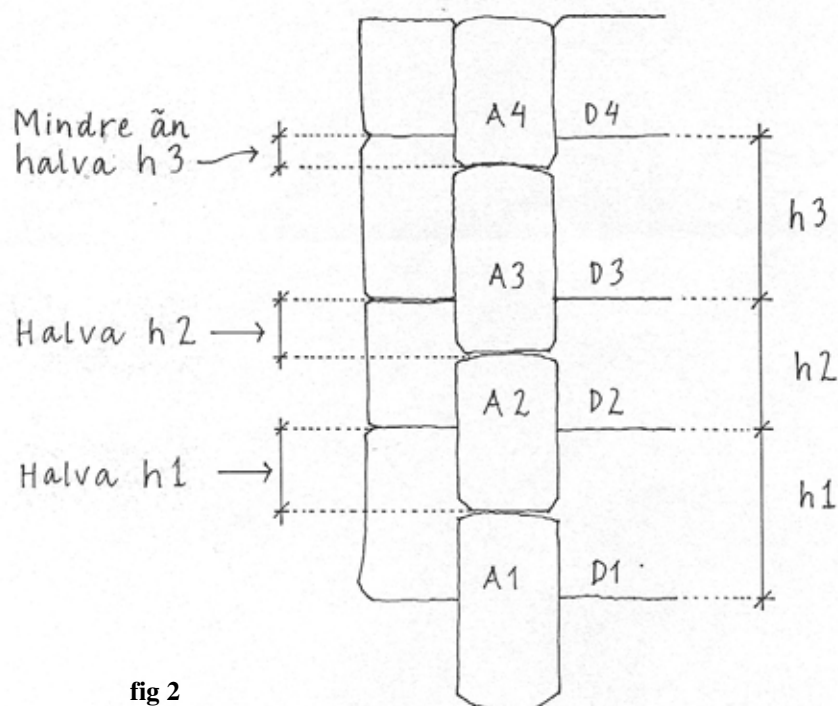 A4 D4
Mindre ãn
halva h3
h3
A3 D3
Halva h2
h2
A2 D2
Halva h1
h1
A1 D1
fig 2